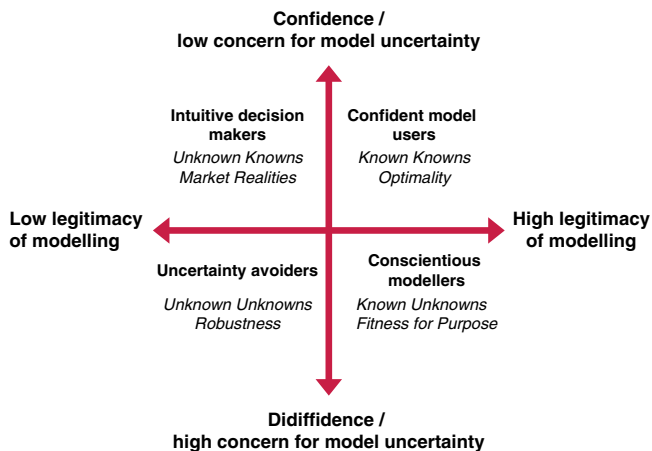 Confidence /
low concern for model uncertainty
Intuitive decision
makers
Unknown Knowns
Market Realities
Confident model
users
Known Knowns
Optimality
Low legitimacy
of modelling
High legitimacy
of modelling
Uncertainty avoiders
Unknown Unknowns
Robustness
Conscientious
modellers
Known Unknowns
Fitness for Purpose
Didiffidence /
high concern for model uncertainty